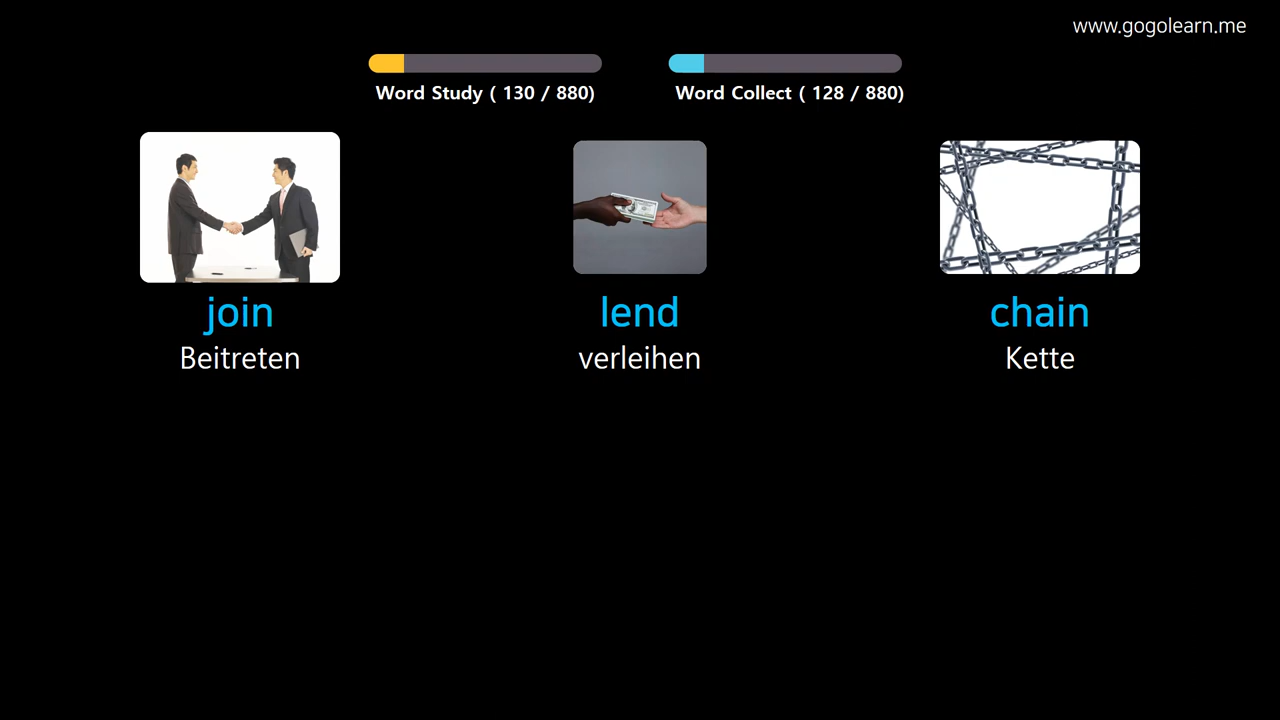 www.gogolearn.me
Word Study ( 130 / 880)
Word Collect ( 128 / 880)
join
lend
chain
Beitreten
verleihen
Kette